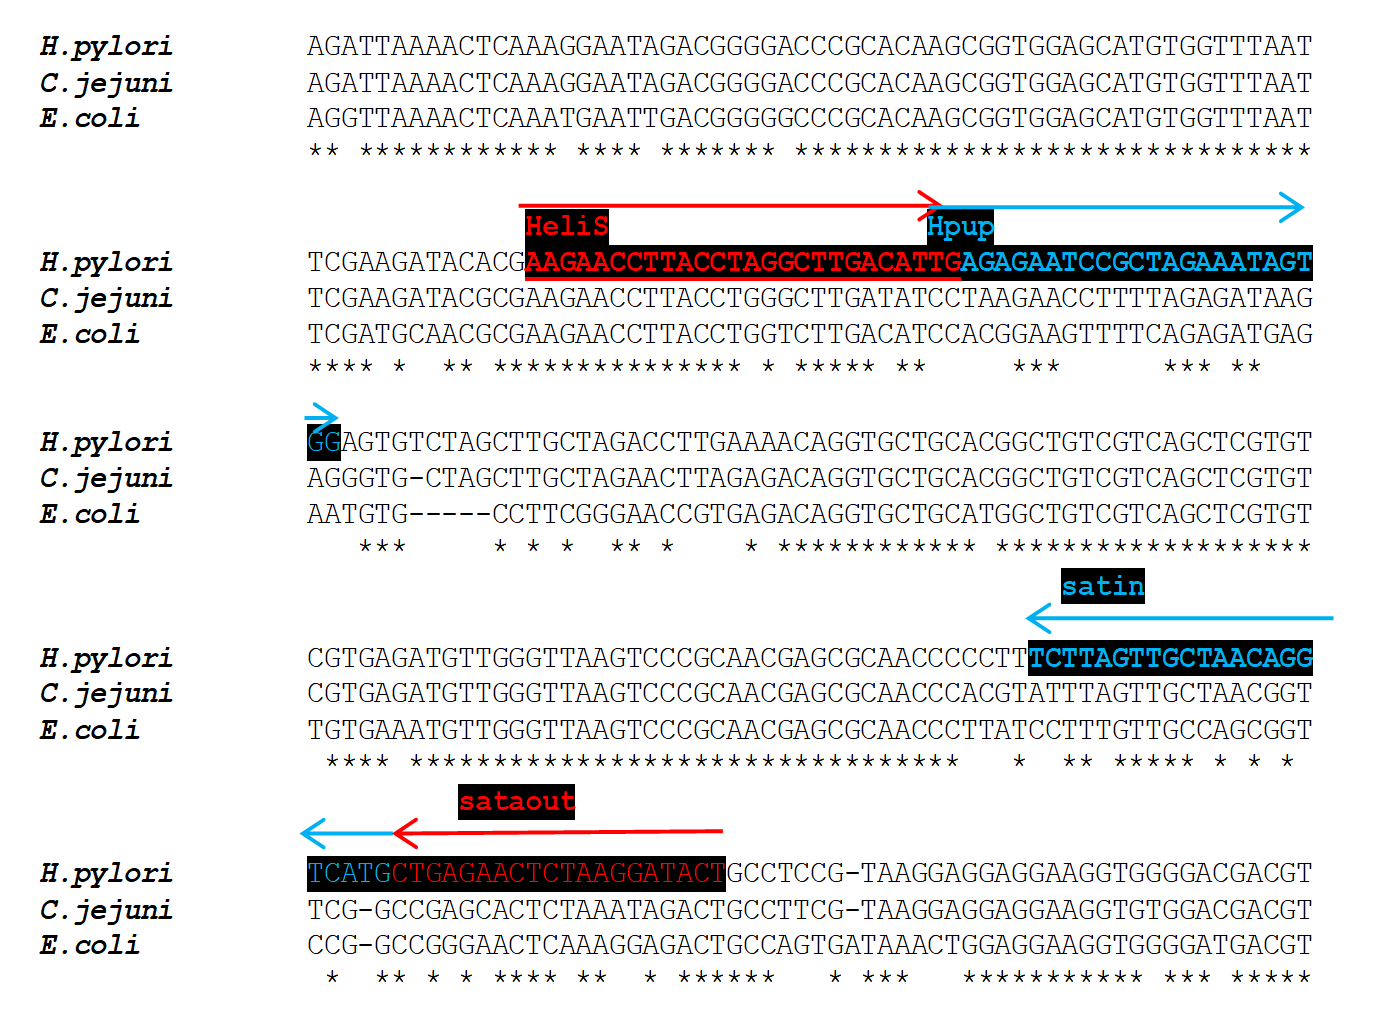 H.pylori AGATTAAAACTCAAAGGAATAGACGGGGACCCGCACAAGCGGTGGAGCATGTGGTTTAAT
C.jejuni AGATTAAAACTCAAAGGAATAGACGGGGACCCGCACAAGCGGTGGAGCATGTGGTTTAAT
E.coli AGGTTAAAACTCAAATGAATTGACGGGGGCCCGCACAAGCGGTGGAGCATGTGGTTTAAT
** ************ **** ******* *******************************
HeliS Hpup
H.pylori TCGAAGATACACGAAGAACCTTACCTAGGCTTGACATTGAGAGAATCCGCTAGAAATAGT
C.jejuni TCGAAGATACGCGAAGAACCTTACCTGGGCTTGATATCCTAAGAACCTTTTAGAGATAAG
E.coli TCGATGCAACGCGAAGAACCTTACCTGGTCTTGACATCCACGGAAGTTTTCAGAGATGAG
**** *  ** *************** * ***** **     ***      *** **
H.pylori GGAGTGTCTAGCTTGCTAGACCTTGAAAACAGGTGCTGCACGGCTGTCGTCAGCTCGTGT
C.jejuni AGGGTG-CTAGCTTGCTAGAACTTAGAGACAGGTGCTGCACGGCTGTCGTCAGCTCGTGT
E.coli AATGTG-----CCTTCGGGAACCGTGAGACAGGTGCTGCATGGCTGTCGTCAGCTCGTGT
***     * * *  ** *    * ************ *******************
satin
H.pylori CGTGAGATGTTGGGTTAAGTCCCGCAACGAGCGCAACCCCCTTTCTTAGTTGCTAACAGG
C.jejuni CGTGAGATGTTGGGTTAAGTCCCGCAACGAGCGCAACCCACGTATTTAGTTGCTAACGGT
E.coli TGTGAAATGTTGGGTTAAGTCCCGCAACGAGCGCAACCCTTATCCTTTGTTGCCAGCGGT
**** *********************************   *  ** ***** * * *
sataout
H.pylori TCATGCTGAGAACTCTAAGGATACTGCCTCCG-TAAGGAGGAGGAAGGTGGGGACGACGT
C.jejuni TCG-GCCGAGCACTCTAAATAGACTGCCTTCG-TAAGGAGGAGGAAGGTGTGGACGACGT
E.coli CCG-GCCGGGAACTCAAAGGAGACTGCCAGTGATAAACTGGAGGAAGGTGGGGATGACGT
*  ** * * **** **  * ******   * ***   *********** *** *****